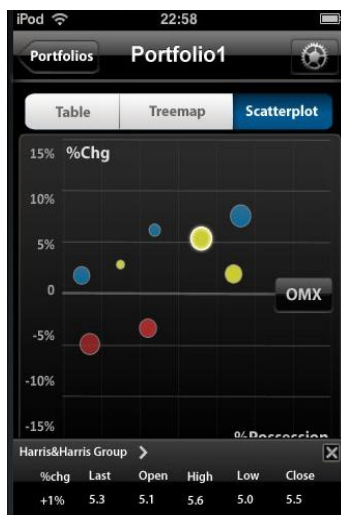 iPod 22:58
Portfolios Portfolio1
Table Treemap Scatterplot
15% %Chg
10%
5%
0 OMX
-5%
-10%
-15%
%Possession
Harris&Harris Group
%chg Last Open High Low Close
+1% 5.3 5.1 5.6 5.0 5.5